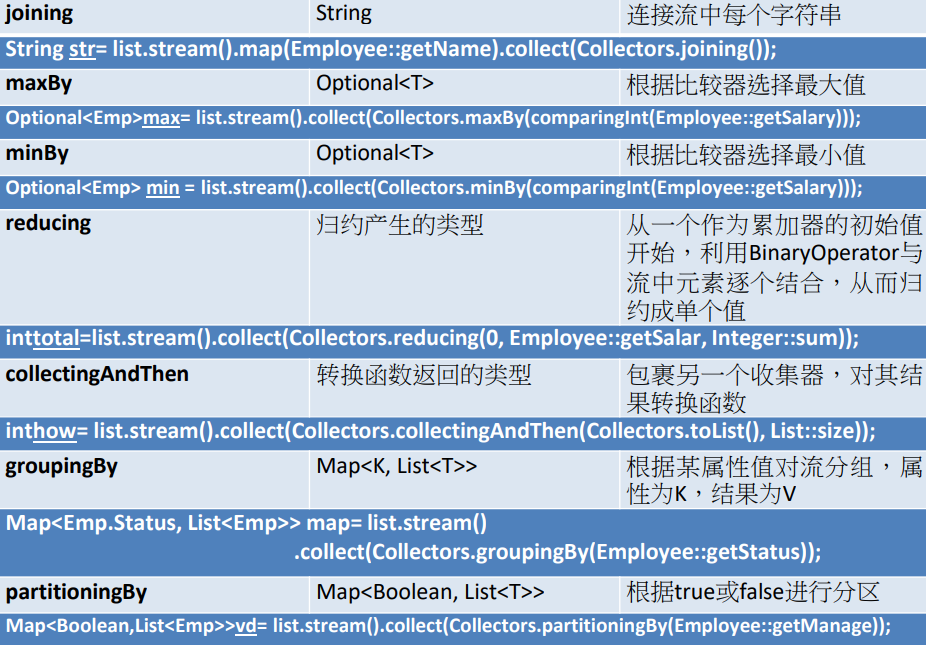 joining String 连接流中每个字符串
String str= list.stream().map(Employee::getName).collect(Collectors.joining());
maxBy Optional<T> 根据比较器选择最大值
Optional<Emp>max= list.stream().collect(Collectors.maxBy(comparingInt(Employee::getSalary)));
minBy Optional<T> 根据比较器选择最小值
Optional<Emp> min = list.stream().collect(Collectors.minBy(comparingInt(Employee::getSalary)));
reducing 归约产生的类型 从一个作为累加器的初始值
开始，利用BinaryOperator与
流中元素逐个结合，从而归
约成单个值
inttotal=list.stream().collect(Collectors.reducing(0, Employee::getSalar, Integer::sum));
collectingAndThen 转换函数返回的类型 包裹另一个收集器，对其结
果转换函数
inthow= list.stream().collect(Collectors.collectingAndThen(Collectors.toList(), List::size));
groupingBy Map<K, List<T>> 根据某属性值对流分组，属
性为K，结果为V
Map<Emp.Status, List<Emp>> map= list.stream()
.collect(Collectors.groupingBy(Employee::getStatus));
partitioningBy Map<Boolean, List<T>> 根据true或false进行分区
Map<Boolean,List<Emp>>vd= list.stream().collect(Collectors.partitioningBy(Employee::getManage));